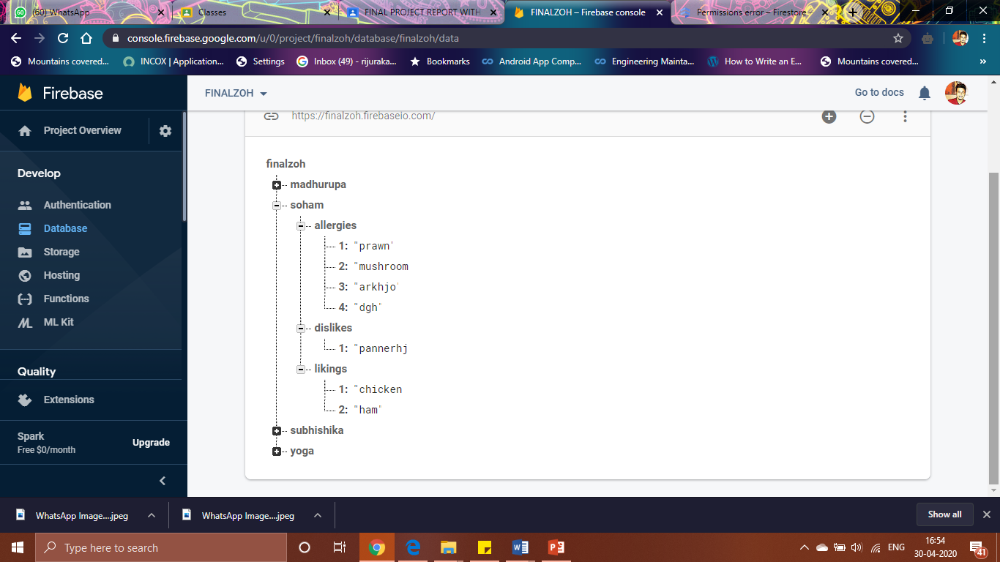 (60) WhatsApp
Classes
FINAL PROJECT REPORT WITH
FINALZOH – Firebase console
Permissions error – Firestore –
console.firebase.google.com/u/0/project/finalzoh/database/finalzoh/data
Mountains covered...
INCOX | Application...
Settings
Inbox (49) - rijuraka...
Bookmarks
Android App Comp...
Engineering Mainta...
How to Write an E...
Mountains covered...
»
Firebase
FINALZOH
Go to docs
https://finalzoh.firebaseio.com/
Project Overview
Develop
Authentication
Database
Storage
Hosting
Functions
ML Kit
Quality
Extensions
Spark
Free $0/month
Upgrade
finalzoh
madhurupa
soham
allergies
1: "prawn'
2: "mushroom
3: "arkhjo'
4: "dgh"
dislikes
1: "pannerhj
likings
1: "chicken
2: "ham"
subhishika
yoga
WhatsApp Image....jpeg
WhatsApp Image....jpeg
Show all
Type here to search
ENG
16:54
30-04-2020
41